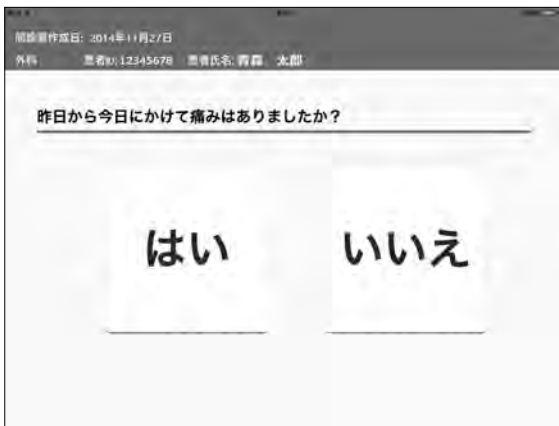 問診票作成日: 2014年11月27日
外科 患者ID:12345678 患者氏名: 青森 太郎
昨日から今日にかけて痛みはありましたか?
はい いいえ